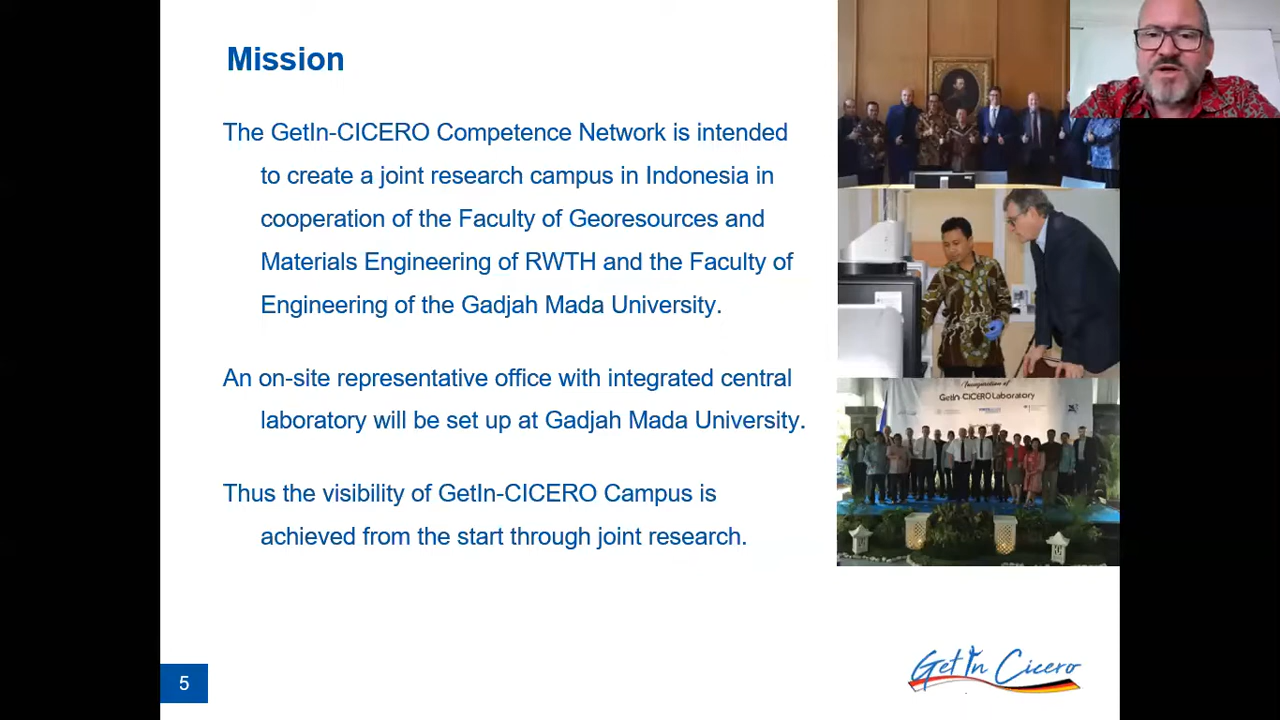 Mission
The GetIn-CICERO Competence Network is intended
to create a joint research campus in Indonesia in
cooperation of the Faculty of Georesources and
Materials Engineering of RWTH and the Faculty of
Engineering of the Gadjah Mada University.
An on-site representative office with integrated central
laboratory will be set up at Gadjah Mada University.
Thus the visibility of GetIn-CICERO Campus is
achieved from the start through joint research.
Inauguration of
GetIn-CICERO Laboratory
5
GetIn Cicero